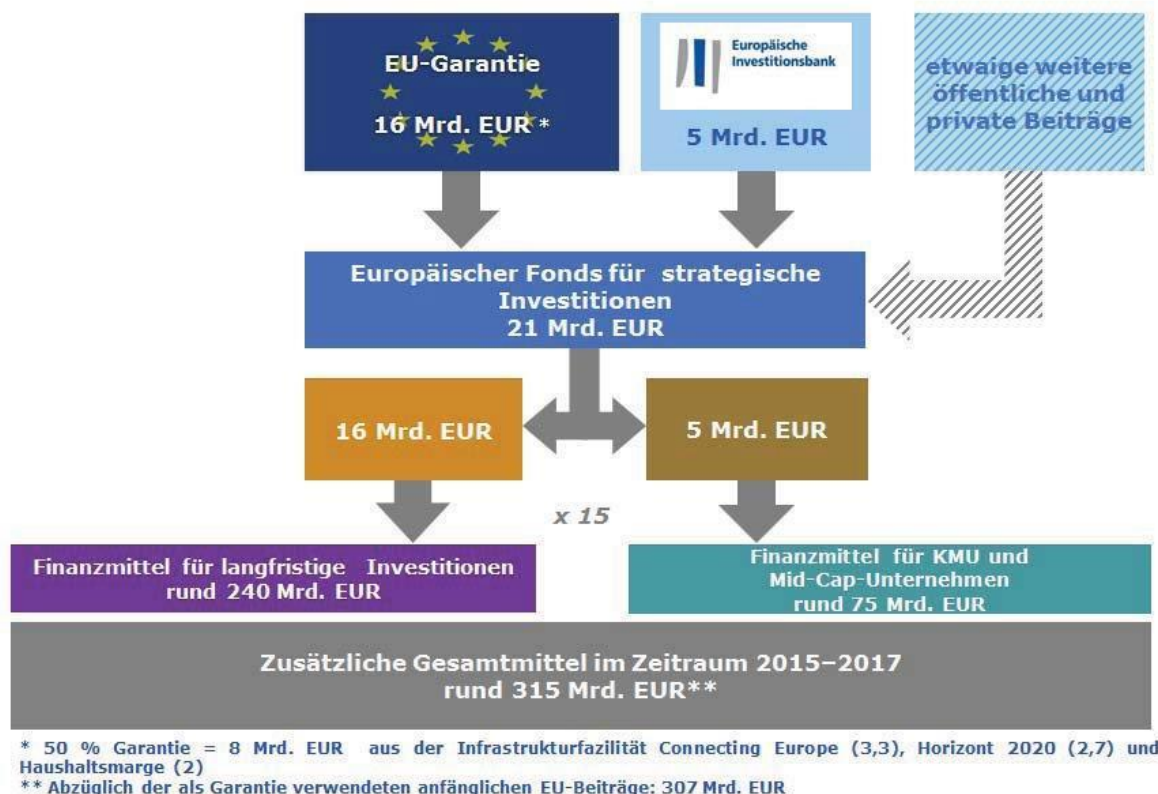 EU-Garantie
16 Mrd. EUR *
Europäische
Investitionsbank
5 Mrd. EUR
etwaige weitere
öffentliche und
private Beiträge
Europäischer Fonds für strategische
Investitionen
21 Mrd. EUR
16 Mrd. EUR
5 Mrd. EUR
x 15
Finanzmittel für langfristige Investitionen
rund 240 Mrd. EUR
Finanzmittel für KMU und
Mid-Cap-Unternehmen
rund 75 Mrd. EUR
Zusätzliche Gesamtmittel im Zeitraum 2015–2017
rund 315 Mrd. EUR**
* 50 % Garantie = 8 Mrd. EUR aus der Infrastrukturfazilität Connecting Europe (3,3), Horizont 2020 (2,7) und
Haushaltsmarge (2)
** Abzüglich der als Garantie verwendeten anfänglichen EU-Beiträge: 307 Mrd. EUR